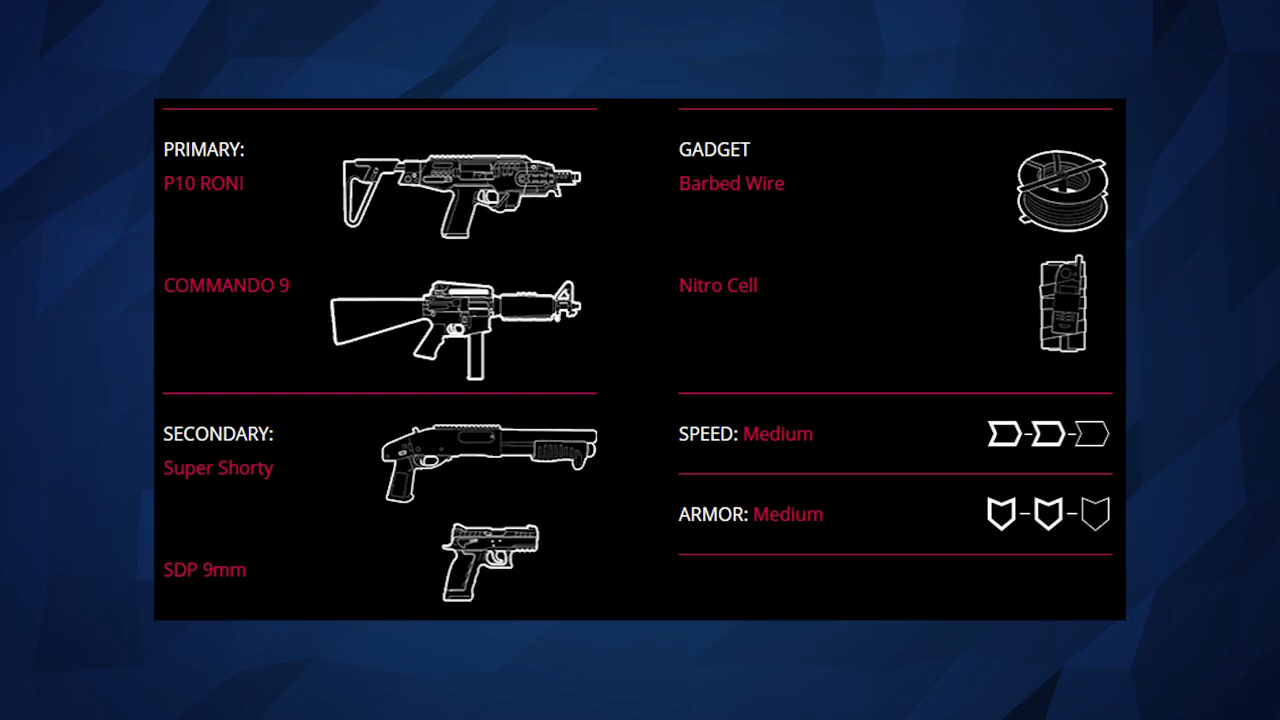 PRIMARY:
P10 RONI
COMMANDO 9
SECONDARY:
Super Shorty
SDP 9mm
GADGET
Barbed Wire
Nitro Cell
SPEED: Medium
ARMOR: Medium